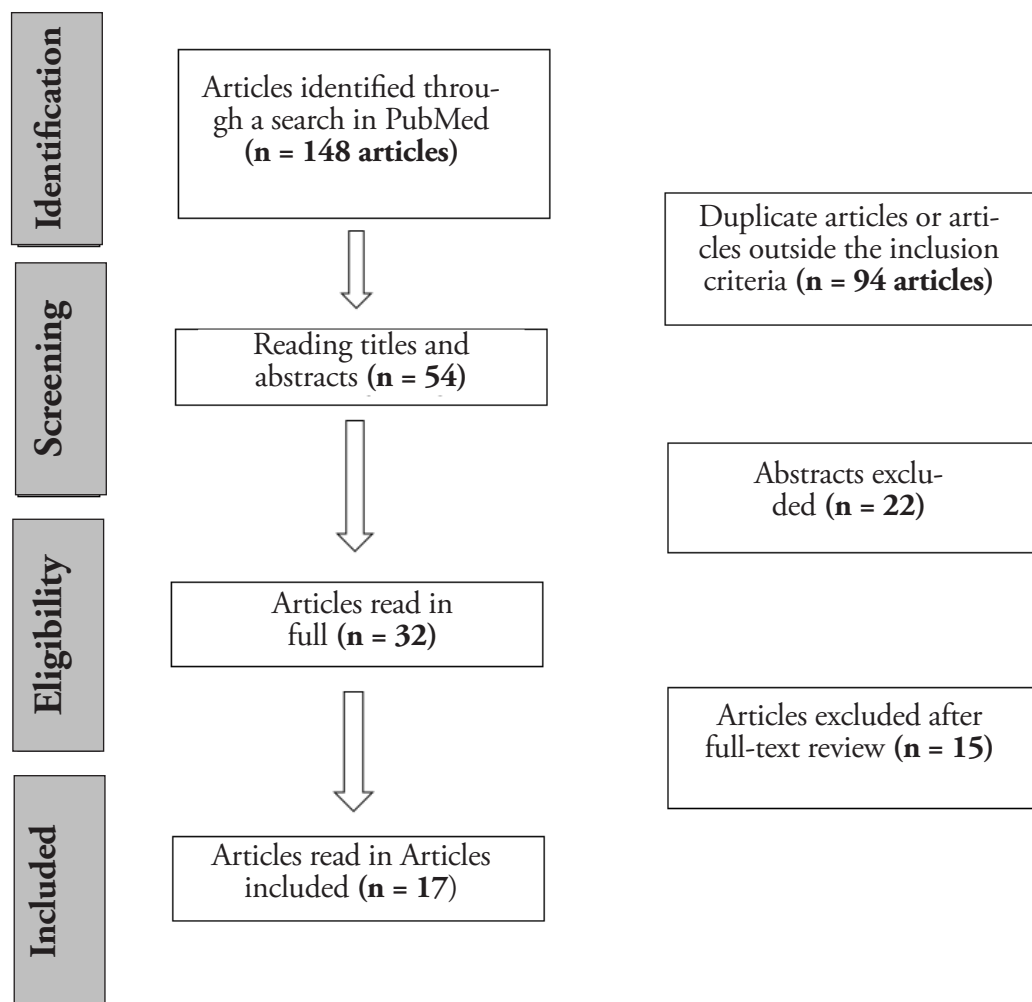 Identification
Articles identified throu-
gh a search in PubMed
(n = 148 articles)
Duplicate articles or arti-
cles outside the inclusion
criteria (n = 94 articles)
Screening
Reading titles and
abstracts (n = 54)
Abstracts exclu-
ded (n = 22)
Eligibility
Articles read in
full (n = 32)
Articles excluded after
full-text review (n = 15)
Included
Articles read in Articles
included (n = 17)